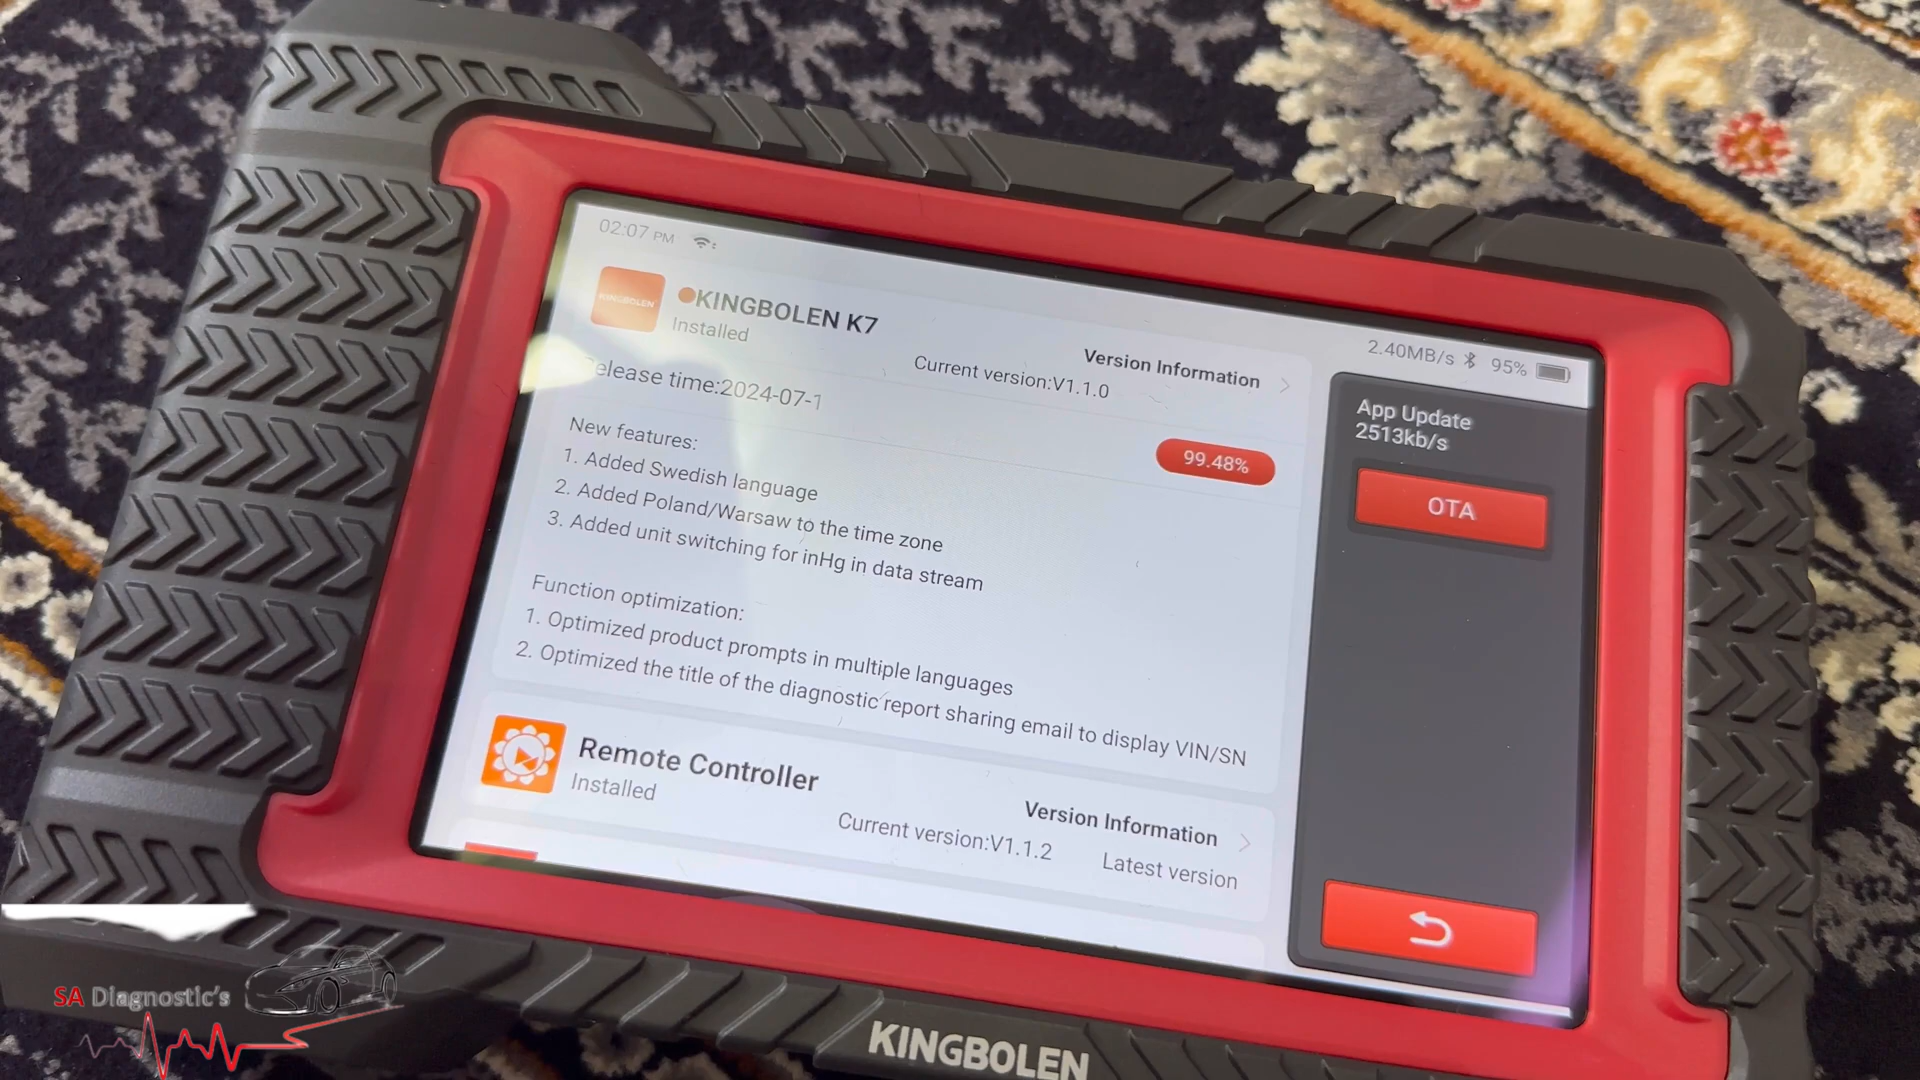 02:07 PM
2.40MB/s 95%
KINGBOLEN
KINGBOLEN K7
Installed
Version Information
Current version:V1.1.0
elease time:2024-07-1
99.48%
New features:
1. Added Swedish language
2. Added Poland/Warsaw to the time zone
3. Added unit switching for inHg in data stream
Function optimization:
1. Optimized product prompts in multiple languages
2. Optimized the title of the diagnostic report sharing email to display VIN/SN
Remote Controller
Installed
Version Information
Current version:V1.1.2
Latest version
App Update
2513kb/s
OTA
KINGBOLEN
SA Diagnostic's